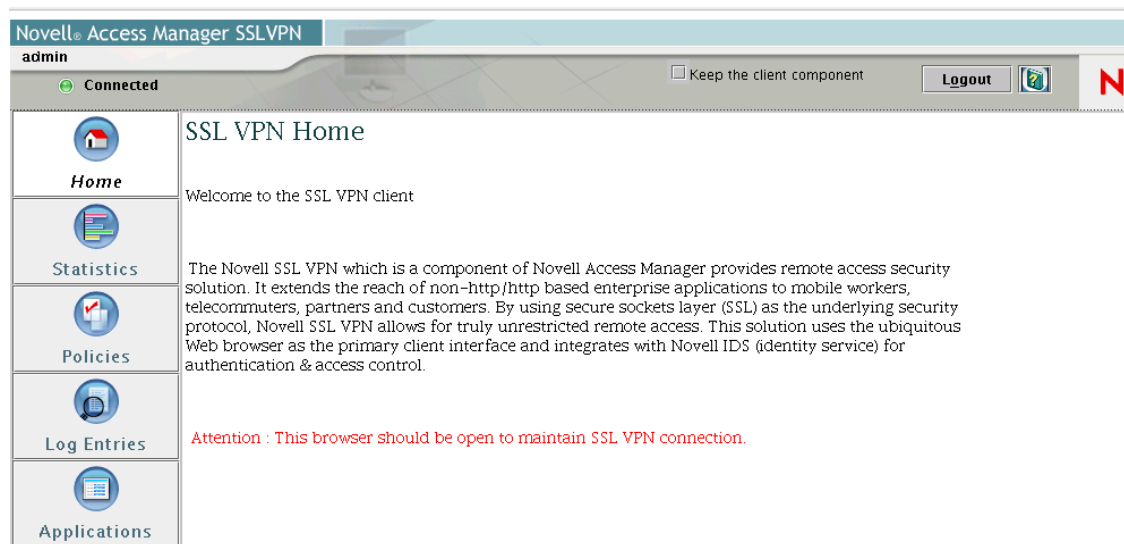 Novell® Access Manager SSLVPN
admin
Connected
Keep the client component
Logout
N
Home
Statistics
Policies
Log Entries
Applications
SSL VPN Home
Welcome to the SSL VPN client
The Novell SSL VPN which is a component of Novell Access Manager provides remote access security
solution. It extends the reach of non-http/http based enterprise applications to mobile workers,
telecommuters, partners and customers. By using secure sockets layer (SSL) as the underlying security
protocol, Novell SSL VPN allows for truly unrestricted remote access. This solution uses the ubiquitous
Web browser as the primary client interface and integrates with Novell IDS (identity service) for
authentication & access control.
Attention : This browser should be open to maintain SSL VPN connection.